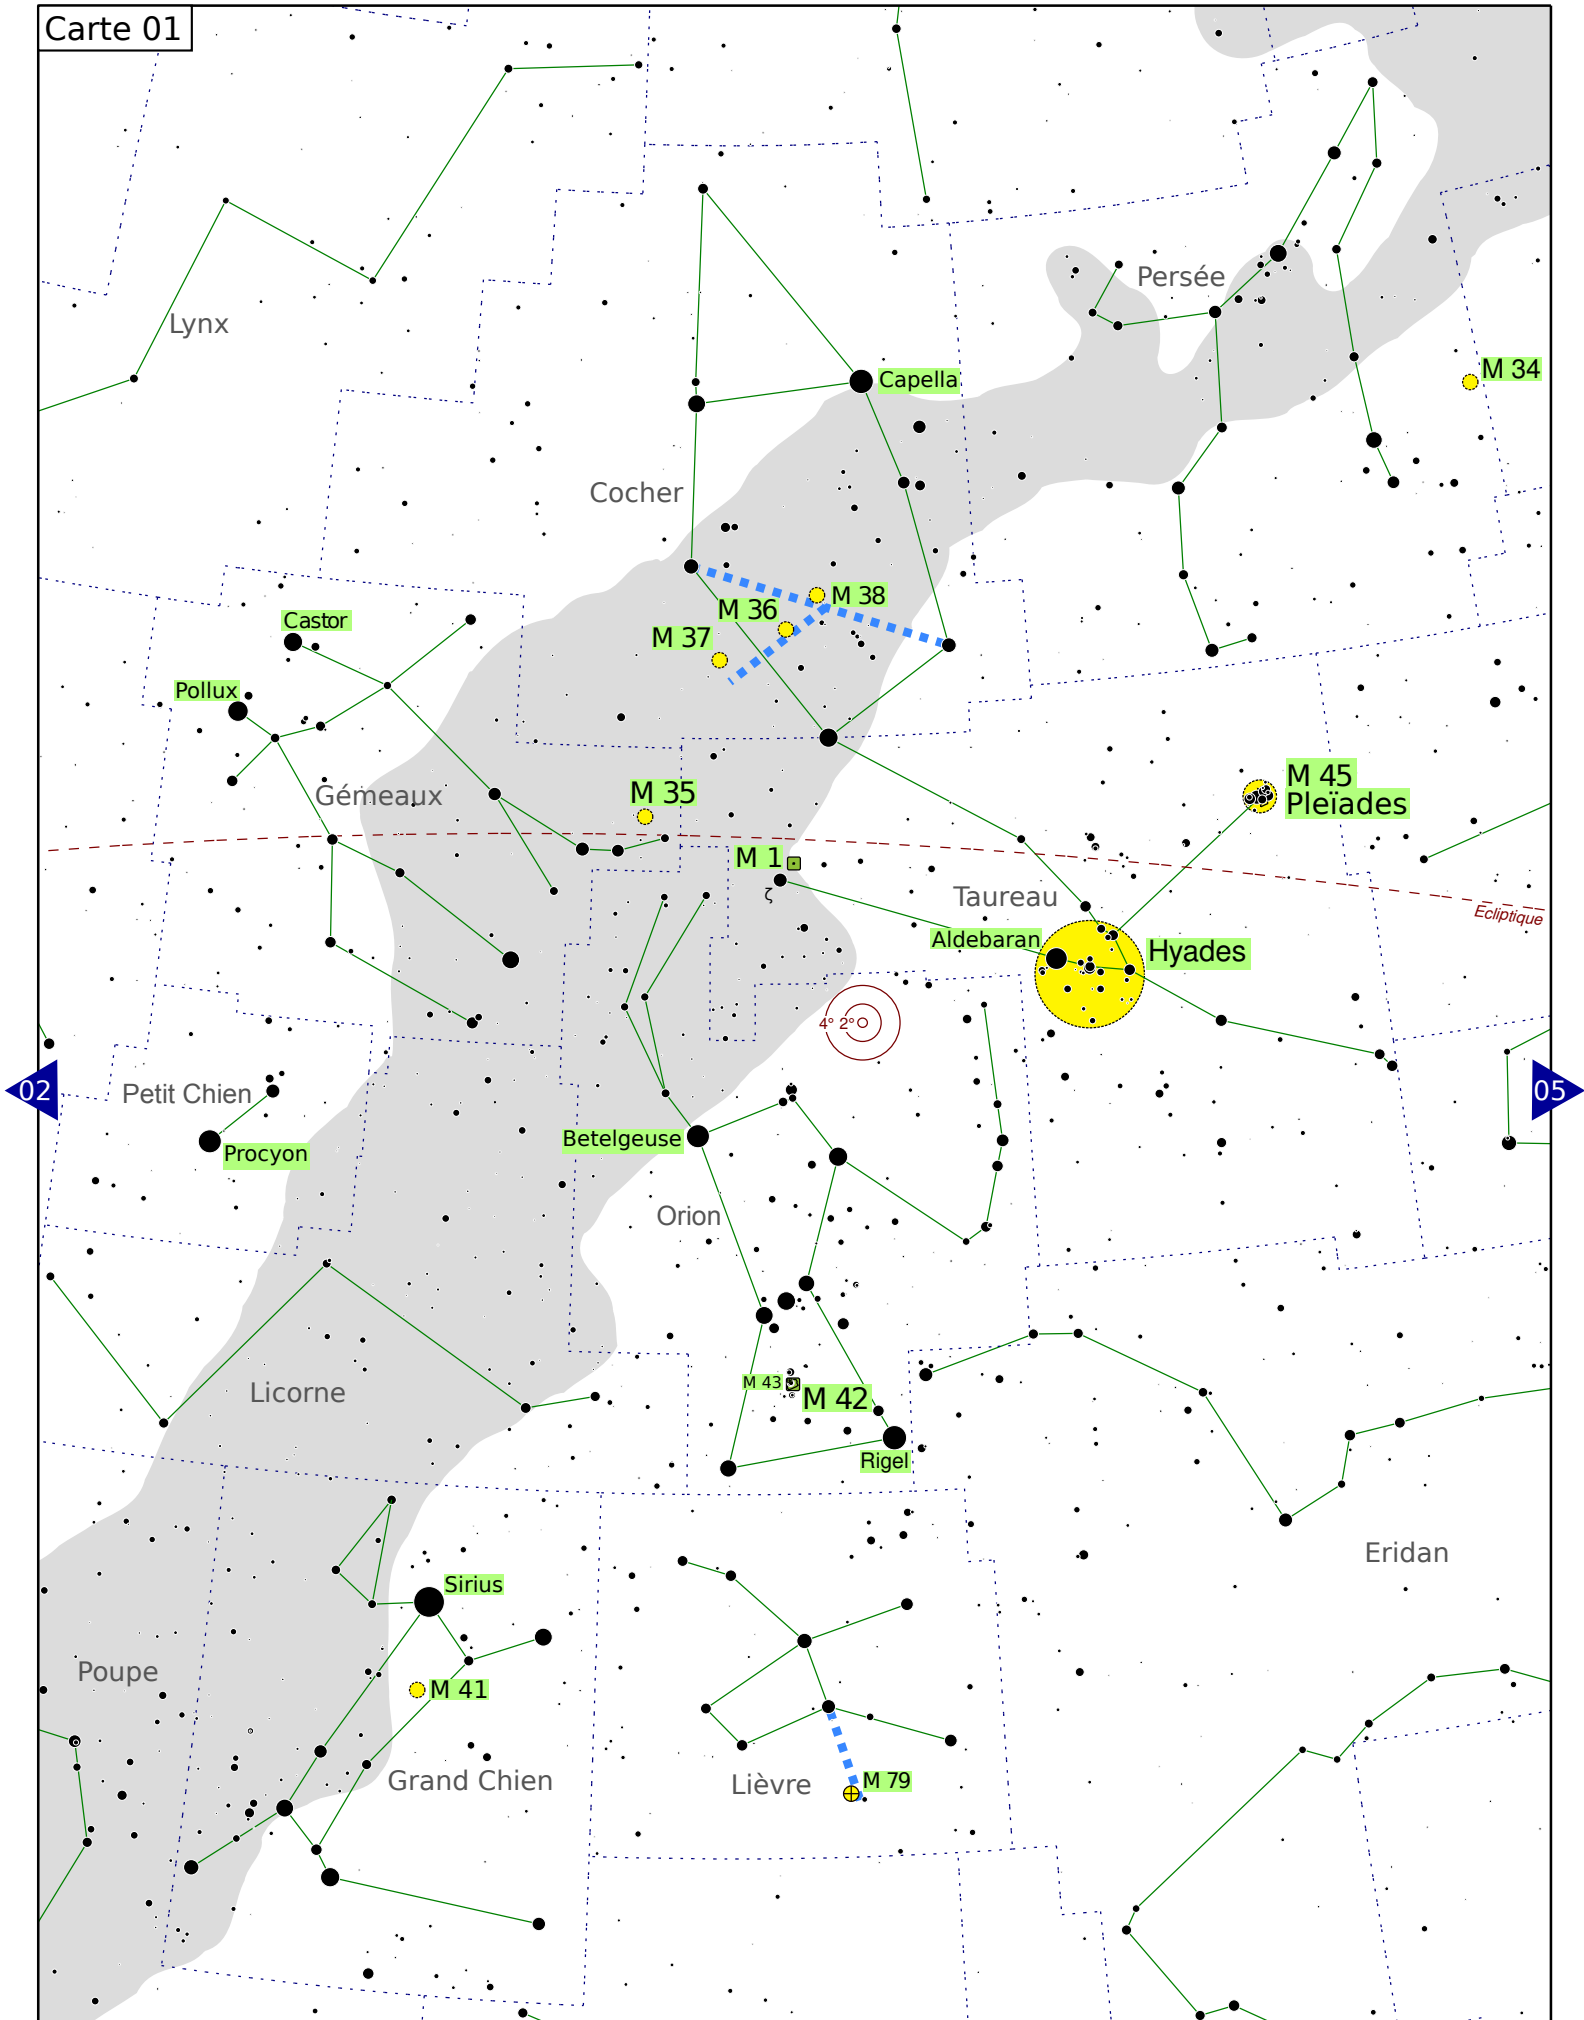 Carte 01
Persée
Lynx
M 34
Capella
Cocher
M 38
M 36
Castor
M 37
Pollux
M 45
Pleïades
M 35
Gémeaux
M 1
ζ
Taureau
Ecliptique
Aldebaran
Hyades
4° 2°
02
05
Petit Chien
Betelgeuse
Procyon
Orion
M 43
M 42
Licorne
Rigel
Eridan
Sirius
Poupe
M 41
Grand Chien
Lièvre
M 79